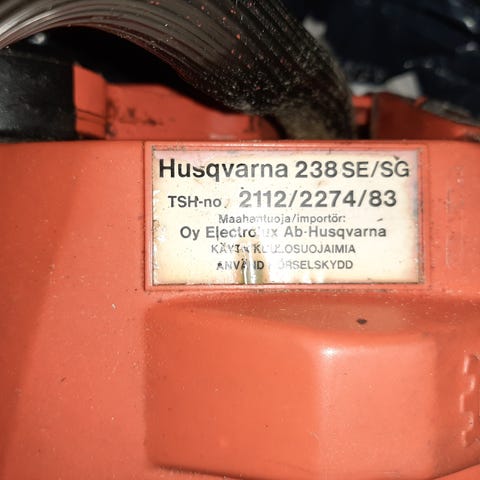 Husqvarna 238 SE/SG
TSH-no. 2112/2274/83
Maahantuoja/importör:
Oy Electrolux Ab-Husqvarna
KÄYTÄ
ANVÄND